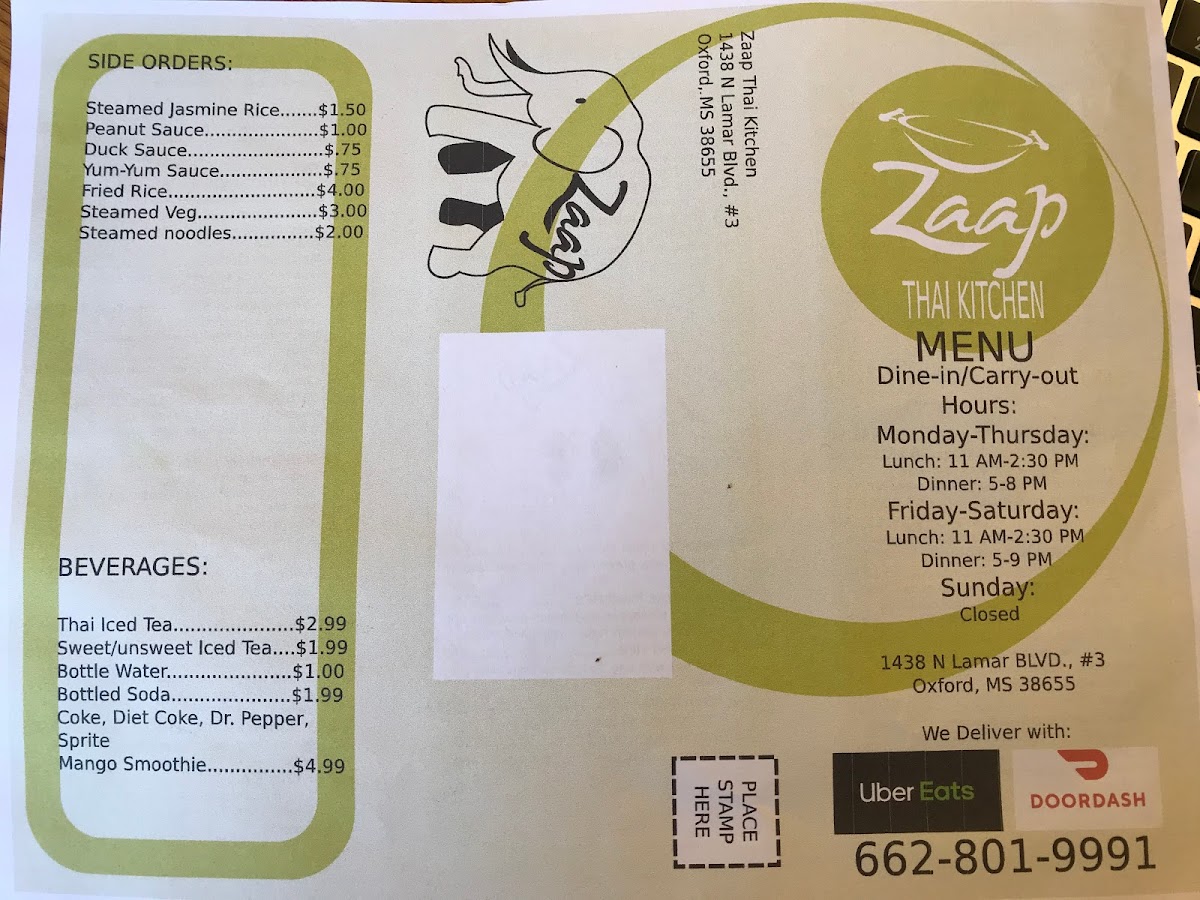 SIDE ORDERS:
Steamed Jasmine Rice.......$1.50
Peanut Sauce.....................$1.00
Duck Sauce.........................$.75
Yum-Yum Sauce...................$.75
Fried Rice.......................$4.00
Steamed Veg....................$3.00
Steamed noodles...............$2.00
BEVERAGES:
Thai Iced Tea......................$2.99
Sweet/unsweet Iced Tea....$1.99
Bottle Water.......................$1.00
Bottled Soda......................$1.99
Coke, Diet Coke, Dr. Pepper,
Sprite
Mango Smoothie...............$4.99
Zaap
Zaap Thai Kitchen
1438 N Lamar Blvd., #3
Oxford, MS 38655
PLACE
STAMP
HERE
Zaap
THAI KITCHEN
MENU
Dine-in/Carry-out
Hours:
Monday-Thursday:
Lunch: 11 AM-2:30 PM
Dinner: 5-8 PM
Friday-Saturday:
Lunch: 11 AM-2:30 PM
Dinner: 5-9 PM
Sunday:
Closed
1438 N Lamar BLVD., #3
Oxford, MS 38655
We Deliver with:
Uber Eats
DOORDASH
662-801-9991